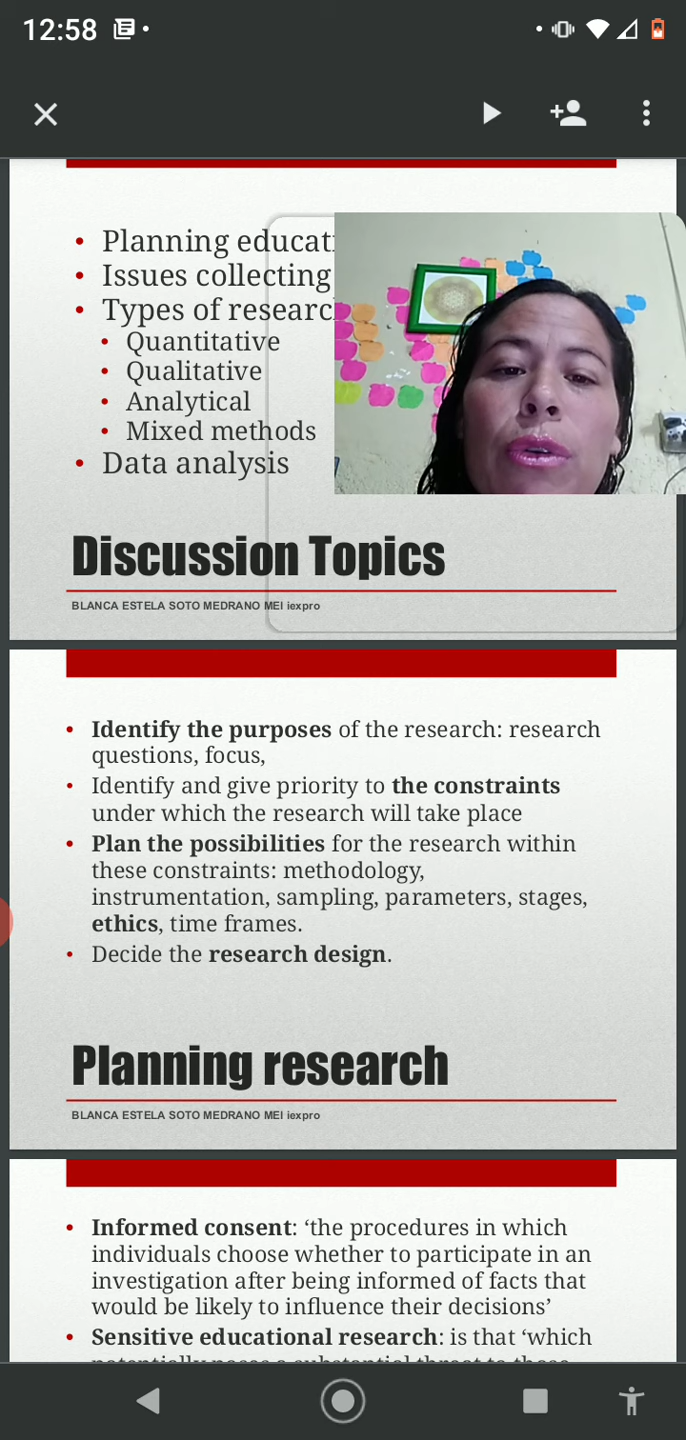 12:58
Planning educati
Issues collecting
Types of research
Quantitative
Qualitative
Analytical
Mixed methods
Data analysis
Discussion Topics
BLANCA ESTELA SOTO MEDRANO MEI iexpro
Identify the purposes of the research: research
questions, focus,
Identify and give priority to the constraints
under which the research will take place
Plan the possibilities for the research within
these constraints: methodology,
instrumentation, sampling, parameters, stages,
ethics, time frames.
Decide the research design.
Planning research
BLANCA ESTELA SOTO MEDRANO MEI iexpro
Informed consent: ‘the procedures in which
individuals choose whether to participate in an
investigation after being informed of facts that
would be likely to influence their decisions’
Sensitive educational research: is that ‘which